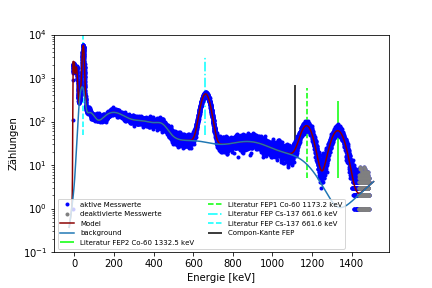 10⁴
10³
10²
10¹
10⁰
10⁻¹
Zählungen
0 200 400 600 800 1000 1200 1400
Energie [keV]
aktive Messwerte
deaktivierte Messwerte
Model
background
Literatur FEP2 Co-60 1332.5 keV
Literatur FEP1 Co-60 1173.2 keV
Literatur FEP Cs-137 661.6 keV
Literatur FEP Cs-137 661.6 keV
Compon-Kante FEP